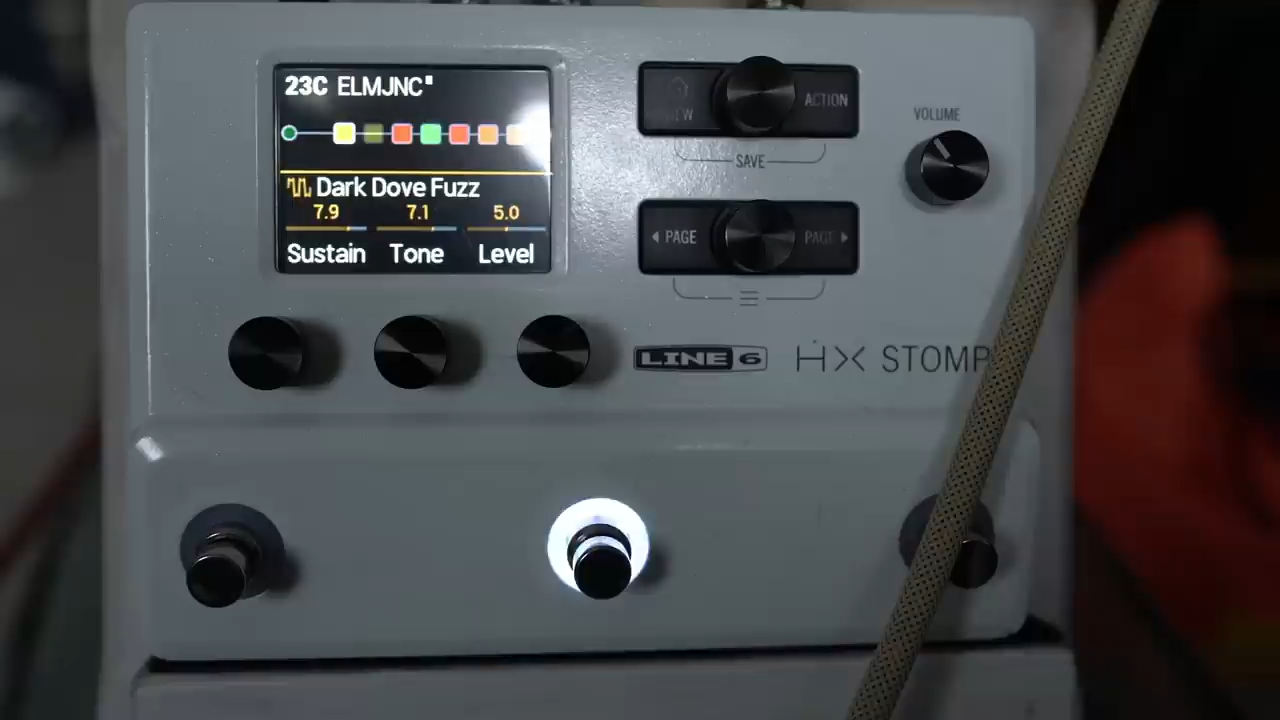 23C ELMJNC
Dark Dove Fuzz
7.9 7.1 5.0
Sustain Tone Level
ACTION
SAVE
VOLUME
PAGE PAGE
LINE 6 HX STOMP